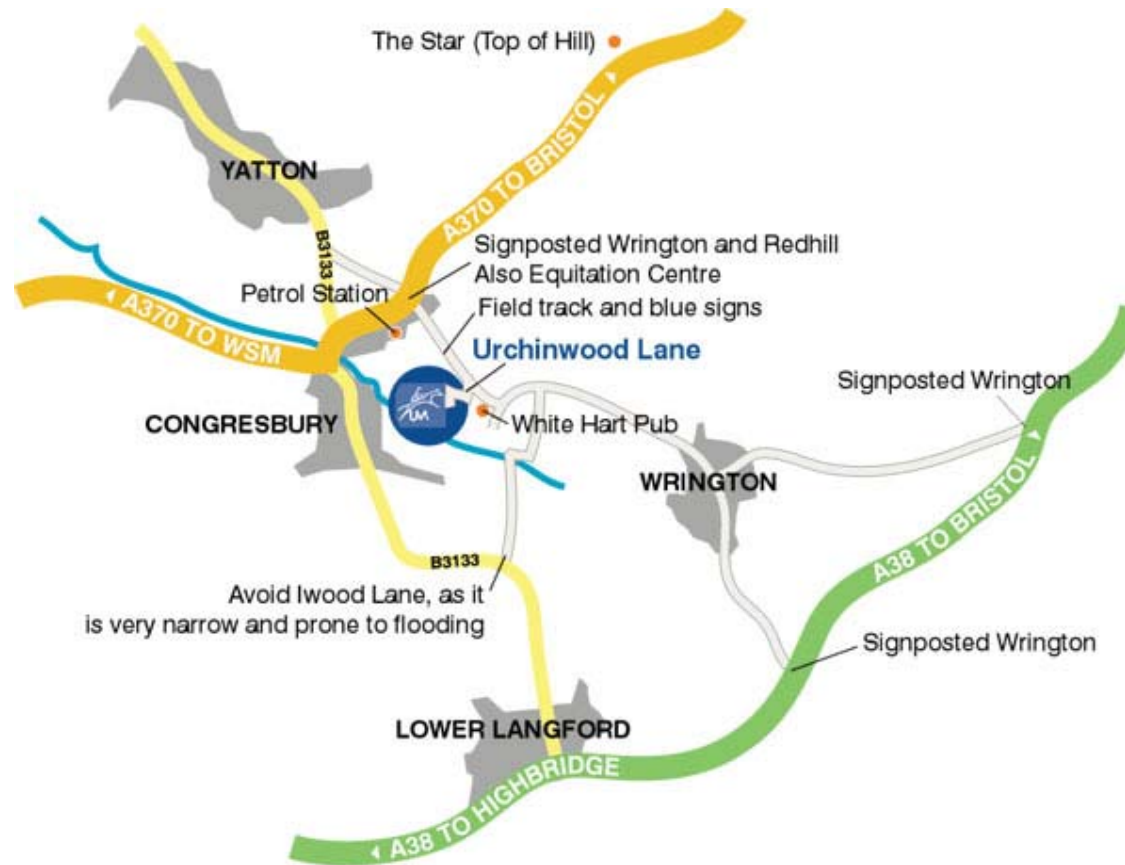 The Star (Top of Hill)
A370 TO BRISTOL
YATTON
B3133
Signposted Wrington and Redhill
Also Equitation Centre
Petrol Station
Field track and blue signs
A370 TO WSM
Urchinwood Lane
Signposted Wrington
UM
CONGRESBURY
White Hart Pub
WRINGTON
A38 TO BRISTOL
B3133
Avoid Iwood Lane, as it
is very narrow and prone to flooding
Signposted Wrington
LOWER LANGFORD
A38 TO HIGHBRIDGE